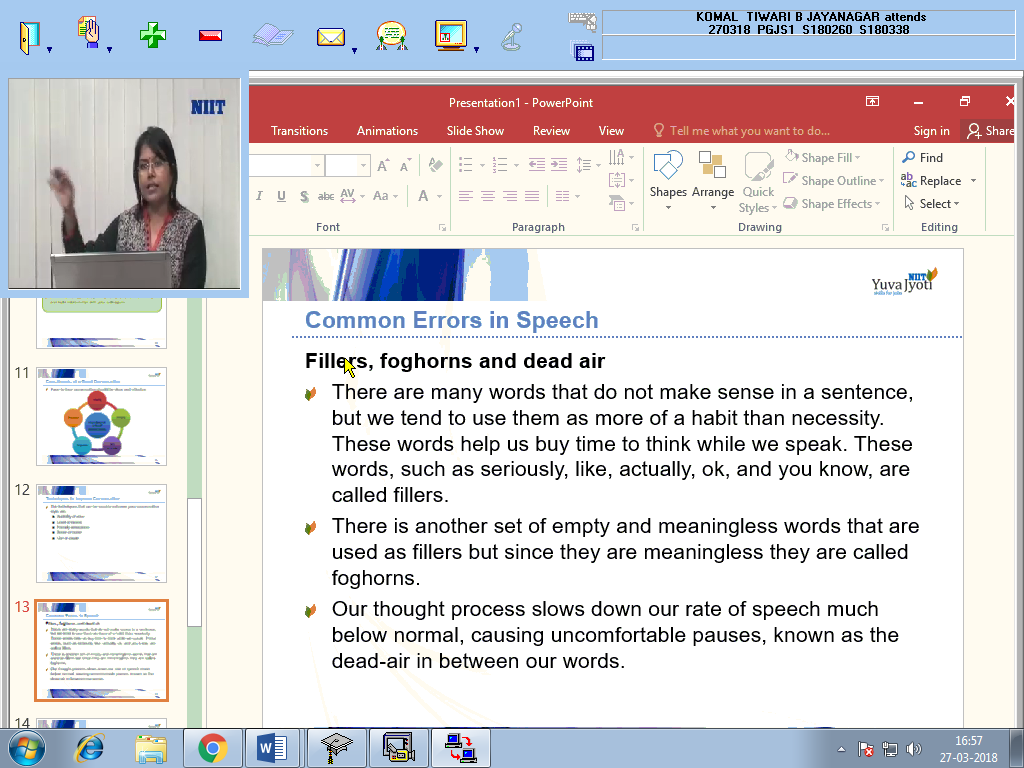 KOMAL TIWARI B JAYANAGAR attends
270318 PGJS1 S180260 S180338
NIIT
Presentation1 - PowerPoint
Transitions Animations Slide Show Review View Tell me what you want to do... Sign in Share
Shapes Arrange Quick Styles
Shape Fill
Shape Outline
Shape Effects
Find
Replace
Select
Font Paragraph Drawing Editing
NIIT
Yuva Jyoti
skills for jobs
Common Errors in Speech
Fillers, foghorns and dead air
There are many words that do not make sense in a sentence,
but we tend to use them as more of a habit than necessity.
These words help us buy time to think while we speak. These
words, such as seriously, like, actually, ok, and you know, are
called fillers.
There is another set of empty and meaningless words that are
used as fillers but since they are meaningless they are called
foghorns.
Our thought process slows down our rate of speech much
below normal, causing uncomfortable pauses, known as the
dead-air in between our words.
11
12
13
Common Errors in Speech
14
16:57
27-03-2018